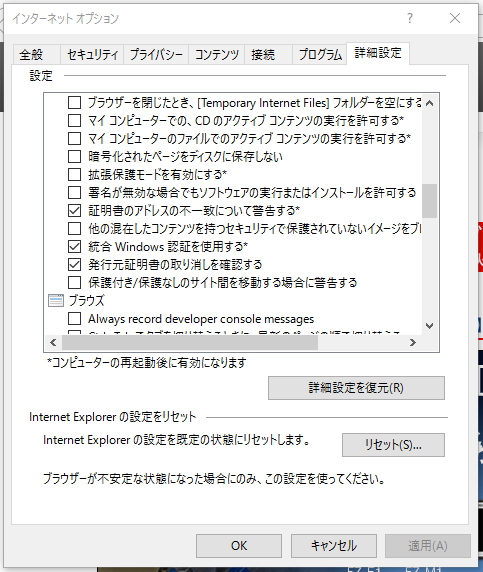 インターネット オプション
全般 セキュリティ プライバシー コンテンツ 接続 プログラム 詳細設定
設定
ブラウザーを閉じたとき、[Temporary Internet Files] フォルダーを空にする
マイ コンピューターでの、CD のアクティブ コンテンツの実行を許可する*
マイ コンピューターのファイルでのアクティブ コンテンツの実行を許可する*
暗号化されたページをディスクに保存しない
拡張保護モードを有効にする*
署名が無効な場合でもソフトウェアの実行またはインストールを許可する
証明書のアドレスの不一致について警告する*
他の混在したコンテンツを持つセキュリティで保護されていないイメージをブ
統合 Windows 認証を使用する*
発行元証明書の取り消しを確認する
保護付き/保護なしのサイト間を移動する場合に警告する
ブラウズ
Always record developer console messages
*コンピューターの再起動後に有効になります
詳細設定を復元(R)
Internet Explorer の設定をリセット
Internet Explorer の設定を既定の状態にリセットします。
リセット(S)...
ブラウザーが不安定な状態になった場合にのみ、この設定を使ってください。
OK キャンセル 適用(A)